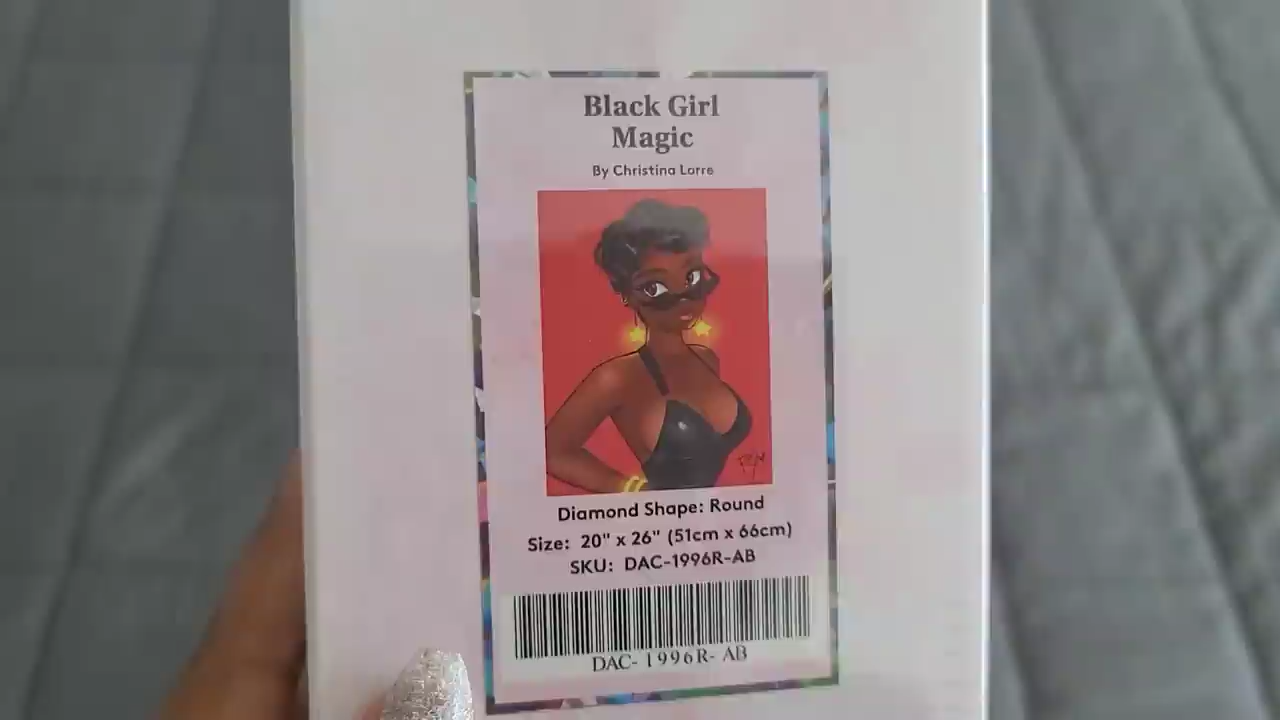 Black Girl
Magic
By Christina Lorre
Diamond Shape: Round
Size: 20" x 26" (51cm x 66cm)
SKU: DAC-1996R-AB
DAC- 1996R- AB